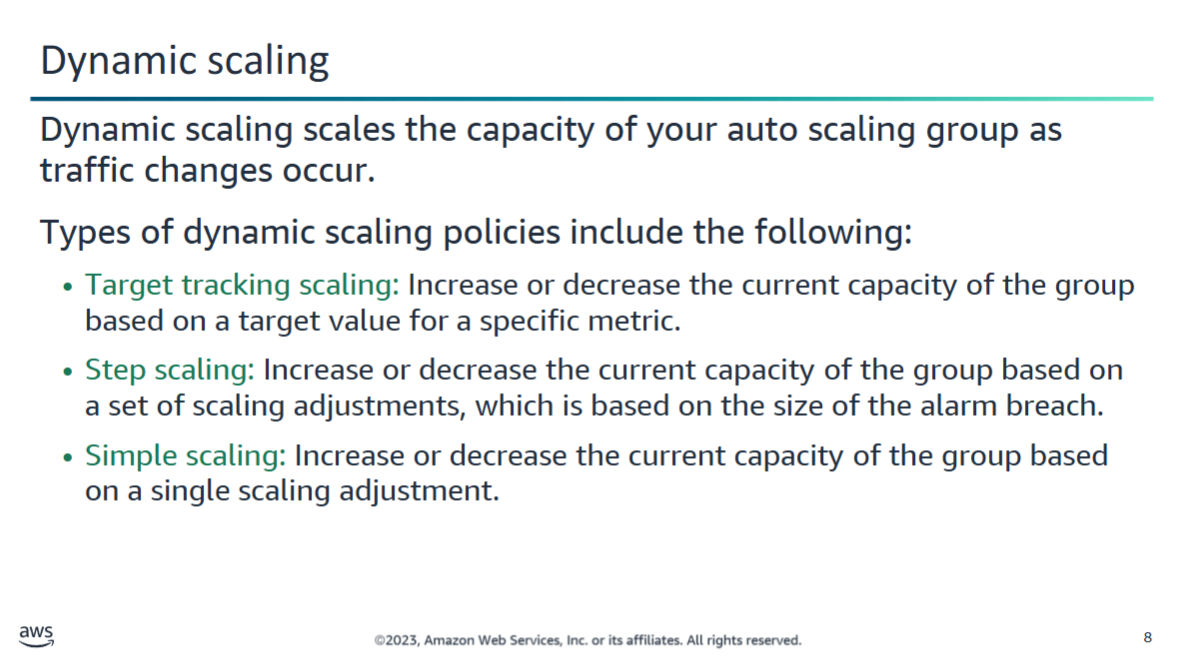 Dynamic scaling
Dynamic scaling scales the capacity of your auto scaling group as
traffic changes occur.
Types of dynamic scaling policies include the following:
• Target tracking scaling: Increase or decrease the current capacity of the group
based on a target value for a specific metric.
• Step scaling: Increase or decrease the current capacity of the group based on
a set of scaling adjustments, which is based on the size of the alarm breach.
• Simple scaling: Increase or decrease the current capacity of the group based
on a single scaling adjustment.
aws
©2023, Amazon Web Services, Inc. or its affiliates. All rights reserved.
8